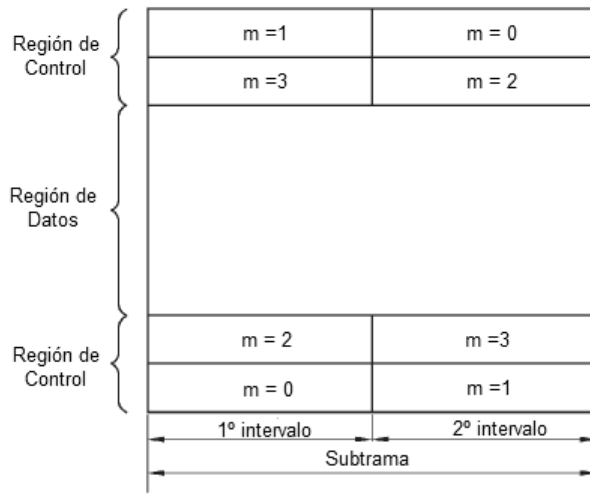 m =1 m = 0
Región de
Control
m =3 m = 2
Región de
Datos
m = 2 m =3
Región de
Control
m = 0 m =1
1º intervalo 2º intervalo
Subtrama